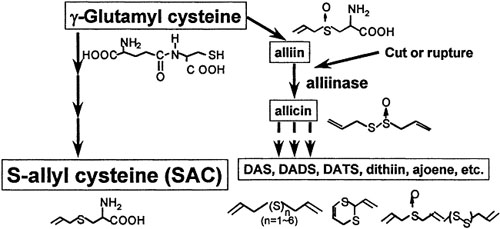 γ-Glutamyl cysteine
NH2
HOOC
O
H
N
SH
COOH
O
S
NH2
COOH
alliin
Cut or rupture
alliinase
allicin
O
S
S
S-allyl cysteine (SAC)
DAS, DADS, DATS, dithiin, ajoene, etc.
NH2
S
COOH
(S)n
(n=1~6)
S
S
O
S
S
S